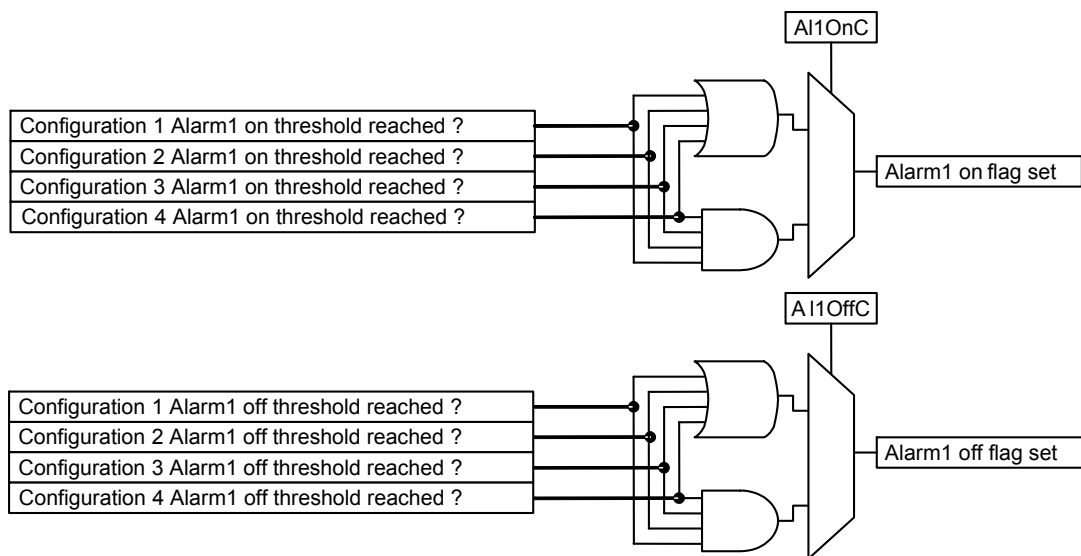 Al1OnC
Configuration 1 Alarm1 on threshold reached ?
Configuration 2 Alarm1 on threshold reached ?
Configuration 3 Alarm1 on threshold reached ?
Configuration 4 Alarm1 on threshold reached ?
Alarm1 on flag set
A l1OffC
Configuration 1 Alarm1 off threshold reached ?
Configuration 2 Alarm1 off threshold reached ?
Configuration 3 Alarm1 off threshold reached ?
Configuration 4 Alarm1 off threshold reached ?
Alarm1 off flag set